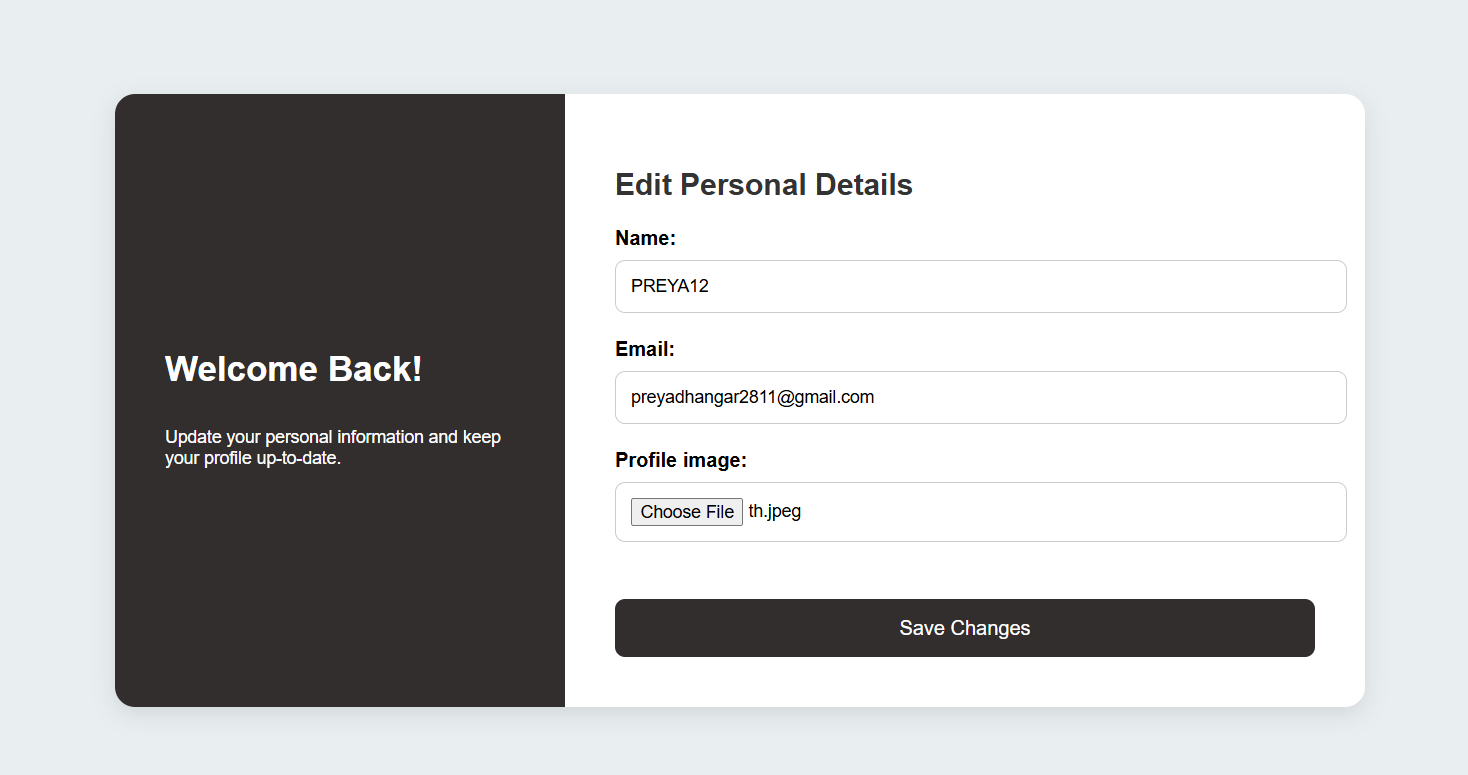 Welcome Back!
Update your personal information and keep
your profile up-to-date.
Edit Personal Details
Name:
PREYA12
Email:
preyadhangar2811@gmail.com
Profile image:
Choose File th.jpeg
Save Changes